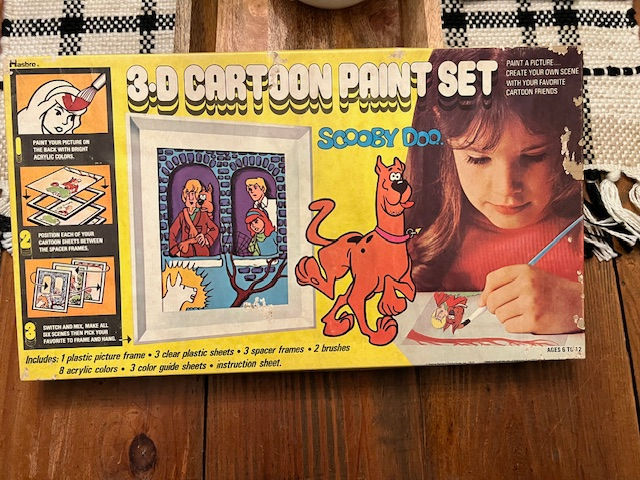 Hasbro
3-D CARTOON PAINT SET
PAINT A PICTURE...
CREATE YOUR OWN SCENE
WITH YOUR FAVORITE
CARTOON FRIENDS
SCOOBY DOO.
1
PAINT YOUR PICTURE ON
THE BACK WITH BRIGHT
ACRYLIC COLORS.
2
POSITION EACH OF YOUR
CARTOON SHEETS BETWEEN
THE SPACER FRAMES.
3
SWITCH AND MIX, MAKE ALL
SIX SCENES THEN PICK YOUR
FAVORITE TO FRAME AND HANG.
Includes: 1 plastic picture frame • 3 clear plastic sheets • 3 spacer frames • 2 brushes
8 acrylic colors • 3 color guide sheets • instruction sheet.
AGES 6 TO 12